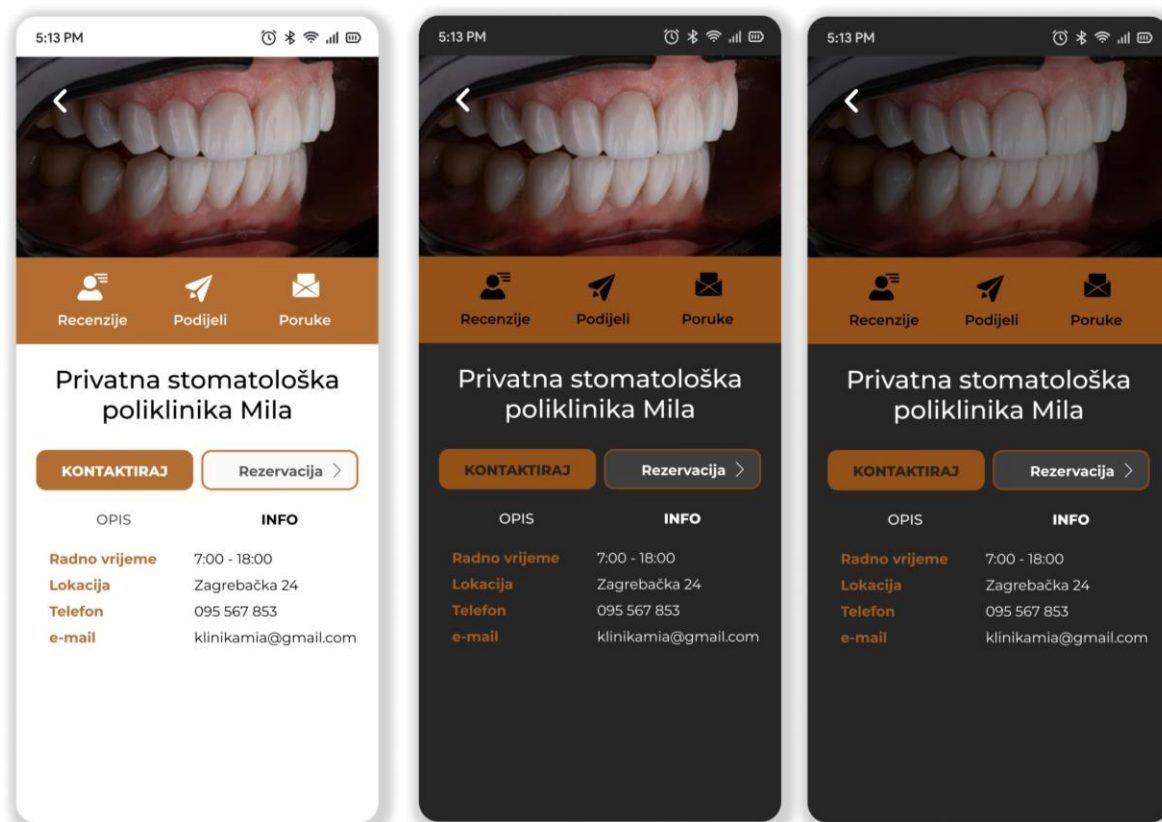 5:13 PM
Recenzije Podijeli Poruke
Privatna stomatološka
poliklinika Mila
KONTAKTIRAJ Rezervacija
OPIS INFO
Radno vrijeme 7:00 - 18:00
Lokacija Zagrebačka 24
Telefon 095 567 853
e-mail klinikamia@gmail.com
5:13 PM
Recenzije Podijeli Poruke
Privatna stomatološka
poliklinika Mila
KONTAKTIRAJ Rezervacija
OPIS INFO
Radno vrijeme 7:00 - 18:00
Lokacija Zagrebačka 24
Telefon 095 567 853
e-mail klinikamia@gmail.com
5:13 PM
Recenzije Podijeli Poruke
Privatna stomatološka
poliklinika Mila
KONTAKTIRAJ Rezervacija
OPIS INFO
Radno vrijeme 7:00 - 18:00
Lokacija Zagrebačka 24
Telefon 095 567 853
e-mail klinikamia@gmail.com